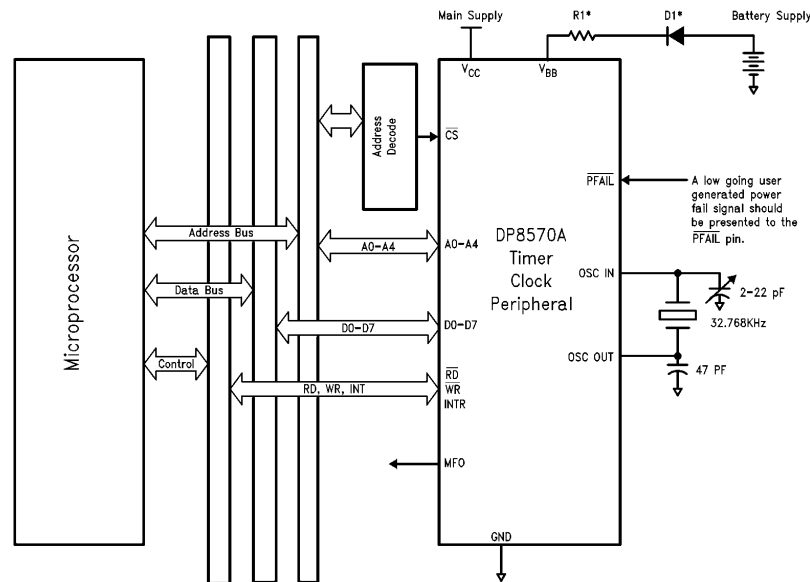 Main Supply
R1*
D1*
Battery Supply
VCC
VBB
Microprocessor
Address
Decode
CS
PFAIL
A low going user
generated power
fail signal should
be presented to the
PFAIL pin.
Address Bus
A0-A4
A0-A4
DP8570A
Timer
Clock
Peripheral
OSC IN
2-22 pF
Data Bus
32.768KHz
D0-D7
D0-D7
Control
OSC OUT
47 PF
RD
RD, WR, INT
WR
INTR
MFO
GND